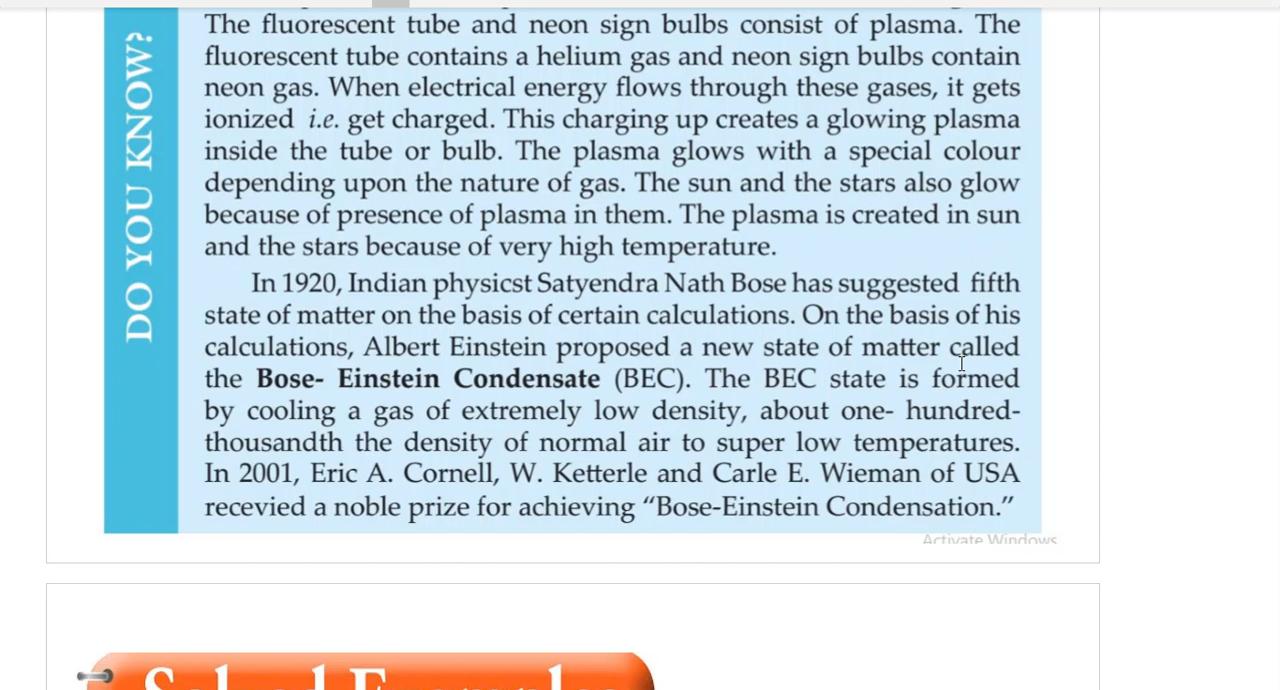 The fluorescent tube and neon sign bulbs consist of plasma. The
fluorescent tube contains a helium gas and neon sign bulbs contain
neon gas. When electrical energy flows through these gases, it gets
ionized i.e. get charged. This charging up creates a glowing plasma
inside the tube or bulb. The plasma glows with a special colour
depending upon the nature of gas. The sun and the stars also glow
because of presence of plasma in them. The plasma is created in sun
and the stars because of very high temperature.
In 1920, Indian physicst Satyendra Nath Bose has suggested fifth
state of matter on the basis of certain calculations. On the basis of his
calculations, Albert Einstein proposed a new state of matter called
the Bose- Einstein Condensate (BEC). The BEC state is formed
by cooling a gas of extremely low density, about one- hundred-
thousandth the density of normal air to super low temperatures.
In 2001, Eric A. Cornell, W. Ketterle and Carle E. Wieman of USA
recevied a noble prize for achieving “Bose-Einstein Condensation.”
DO YOU KNOW?
Activate Windows
Solved Examples